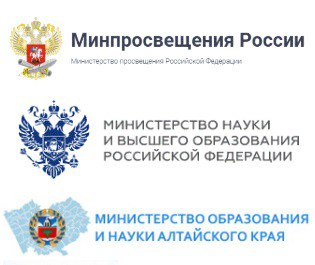 Минпросвещения России
Министерство просвещения Российской Федерации
МИНИСТЕРСТВО НАУКИ
И ВЫСШЕГО ОБРАЗОВАНИЯ
РОССИЙСКОЙ ФЕДЕРАЦИИ
МИНИСТЕРСТВО ОБРАЗОВАНИЯ
И НАУКИ АЛТАЙСКОГО КРАЯ